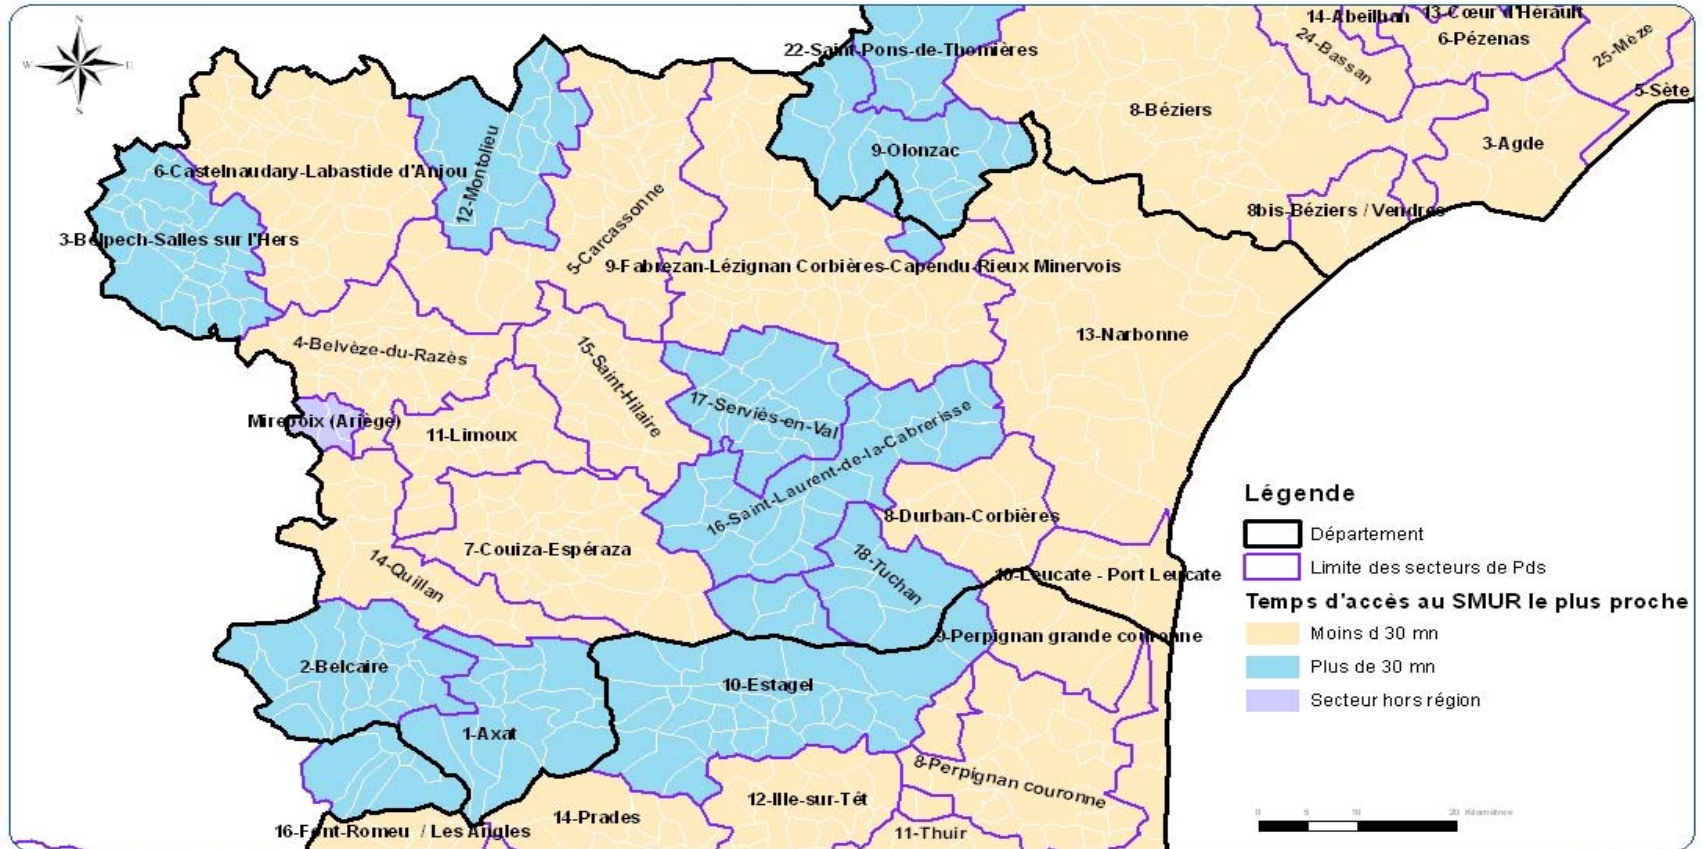 N
W
E
S
14-Abeilhan
13-Cœur d'Hérault
22-Saint-Pons-de-Thomières
24-Bassan
6-Pézenas
25-Mèze
5-Sète
8-Béziers
3-Agde
9-Olonzac
6-Castelnaudary-Labastide d'Anjou
12-Montolieu
5-Carcassonne
8bis-Béziers / Vendres
3-Belpech-Salles sur l'Hers
9-Fabrezan-Lézignan Corbières-Capendu-Rieux Minervois
13-Narbonne
4-Belvèze-du-Razès
15-Saint-Hilaire
17-Serviès-en-Val
Mirepoix (Ariège)
11-Limoux
16-Saint-Laurent-de-la-Cabrerisse
8-Durban-Corbières
7-Couiza-Espéraza
14-Quillan
18-Tuchan
10-Leucate - Port Leucate
9-Perpignan grande couronne
2-Belcaire
10-Estagel
1-Axat
8-Perpignan couronne
12-Ille-sur-Têt
14-Prades
16-Font-Romeu / Les Angles
11-Thuir
Légende
Département
Limite des secteurs de Pds
Temps d'accès au SMUR le plus proche
Moins d 30 mn
Plus de 30 mn
Secteur hors région
0 5 10 20 Kilomètres